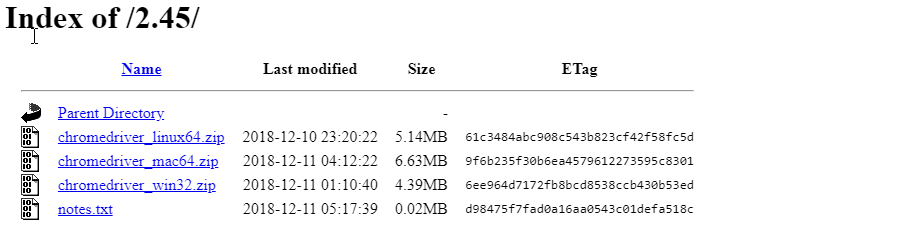 Index of /2.45/
Name Last modified Size ETag
Parent Directory -
chromedriver_linux64.zip 2018-12-10 23:20:22 5.14MB 61c3484abc908c543b823cf42f58fc5d
chromedriver_mac64.zip 2018-12-11 04:12:22 6.63MB 9f6b235f30b6ea4579612273595c8301
chromedriver_win32.zip 2018-12-11 01:10:40 4.39MB 6ee964d7172fb8bcd8538ccb430b53ed
notes.txt 2018-12-11 05:17:39 0.02MB d98475f7fad0a16aa0543c01defa518c